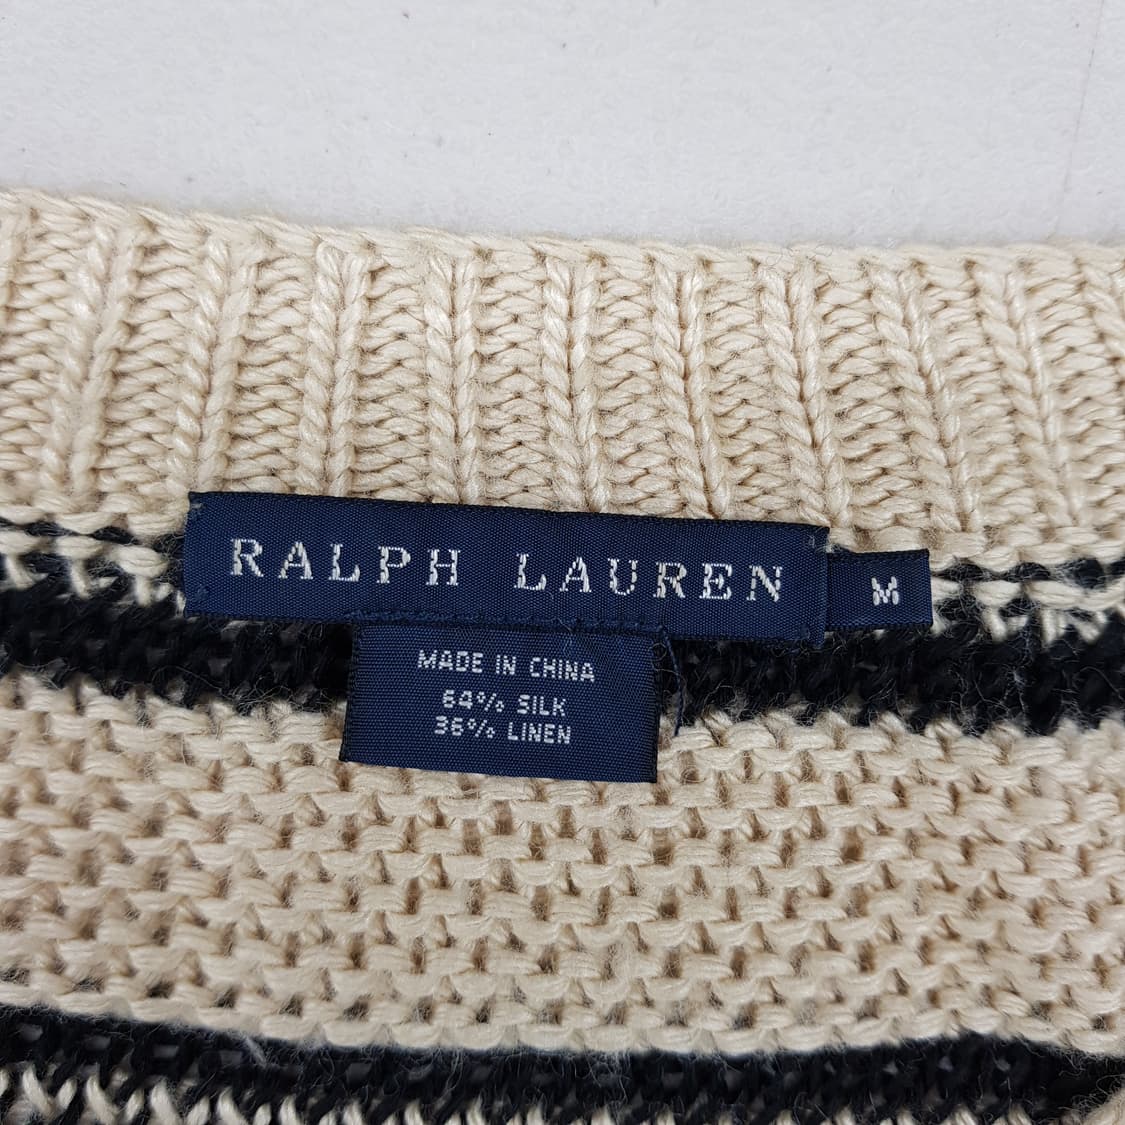 RALPH LAUREN
M
MADE IN CHINA
64% SILK
36% LINEN